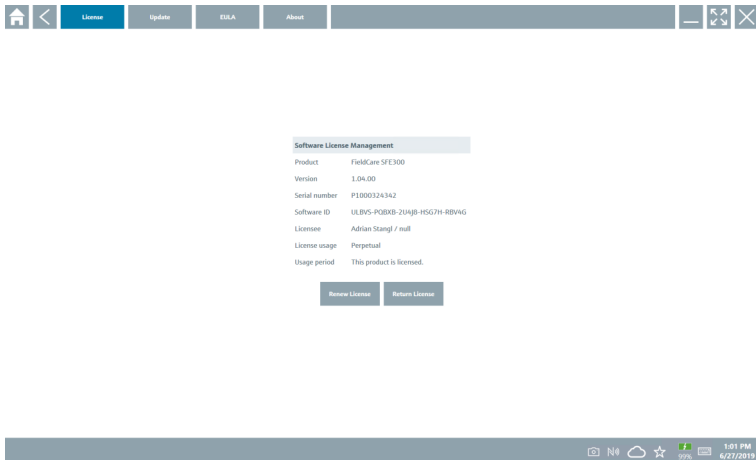 License Update EULA About
Software License Management
Product FieldCare SFE300
Version 1.04.00
Serial number P1000324342
Software ID ULBVS-PQBXB-2U4J8-HSG7H-RBV4G
Licensee Adrian Stangl / null
License usage Perpetual
Usage period This product is licensed.
Renew License Return License
99%
1:01 PM
6/27/2019